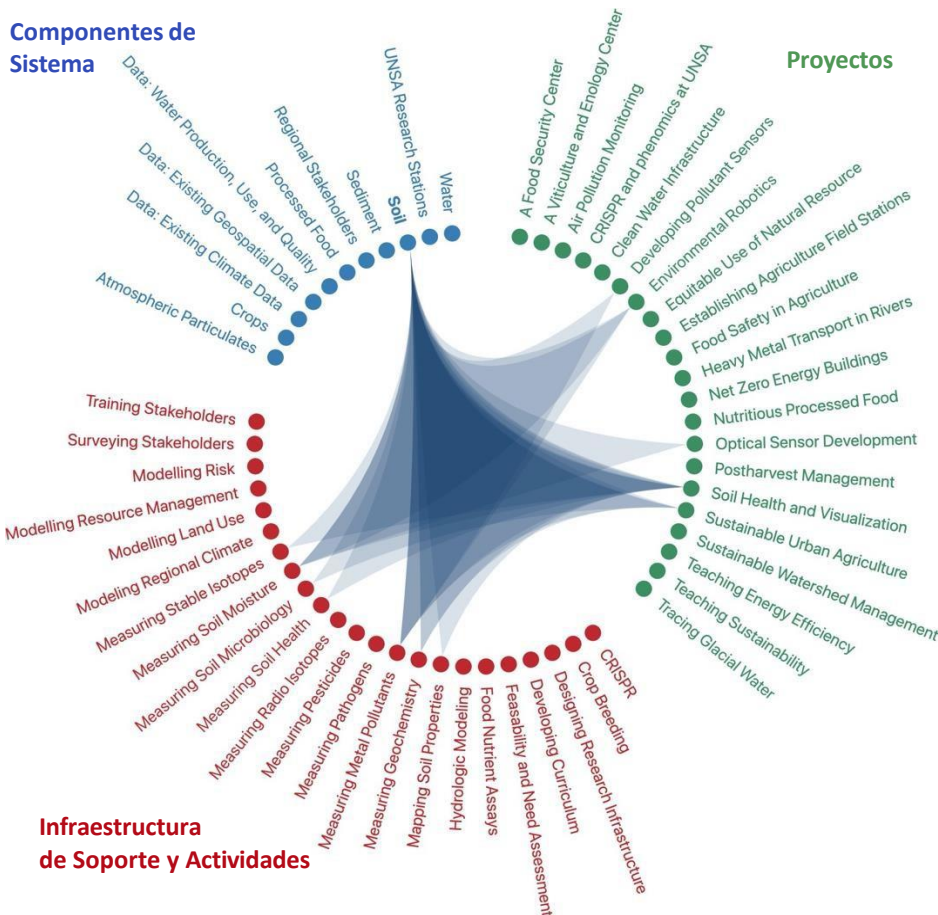 Componentes de
Sistema
Proyectos
Atmospheric Particulates
Crops
Data: Existing Climate Data
Data: Existing Geospatial Data
Data: Water Production, Use, and Quality
Processed Food
Regional Stakeholders
Sediment
Soil
UNSA Research Stations
Water
A Food Security Center
A Viticulture and Enology Center
Air Pollution Monitoring
CRISPR and phenomics at UNSA
Clean Water Infrastructure
Developing Pollutant Sensors
Environmental Robotics
Equitable Use of Natural Resource
Establishing Agriculture Field Stations
Food Safety in Agriculture
Heavy Metal Transport in Rivers
Net Zero Energy Buildings
Nutritious Processed Food
Optical Sensor Development
Postharvest Management
Soil Health and Visualization
Sustainable Urban Agriculture
Sustainable Watershed Management
Teaching Energy Efficiency
Teaching Sustainability
Tracing Glacial Water
Training Stakeholders
Surveying Stakeholders
Modelling Risk
Modelling Resource Management
Modelling Land Use
Modeling Regional Climate
Measuring Stable Isotopes
Measuring Soil Moisture
Measuring Soil Microbiology
Measuring Soil Health
Measuring Radio Isotopes
Measuring Pesticides
Measuring Pathogens
Measuring Metal Pollutants
Measuring Geochemistry
Mapping Soil Properties
Hydrologic Modeling
Food Nutrient Assays
Feasability and Need Assessment
Developing Curriculum
Designing Research Infrastructure
Crop Breeding
CRISPR
Infraestructura
de Soporte y Actividades